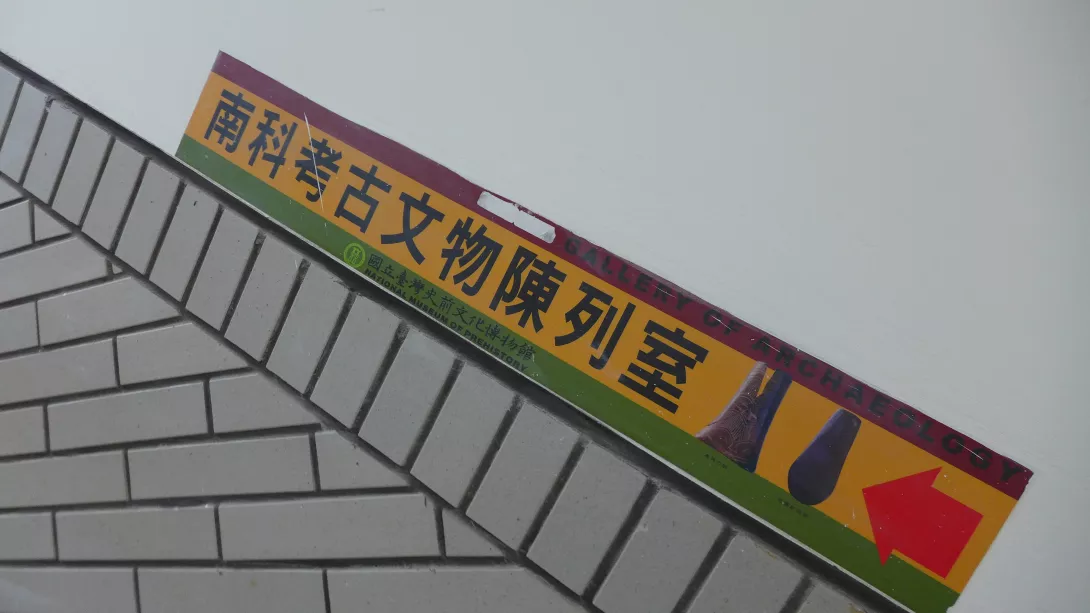 GALLERY OF ARCHAEOLOGY
南科考古文物陳列室
國立臺灣史前文化博物館
NATIONAL MUSEUM OF PREHISTORY